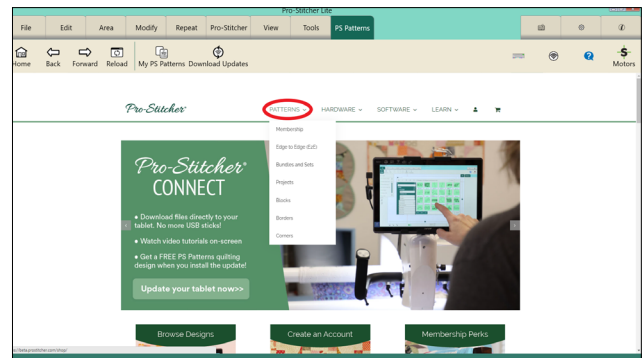 Pro-Stitcher Lite
File Edit Area Modify Repeat Pro-Stitcher View Tools PS Patterns
Home Back Forward Reload My PS Patterns Download Updates Motors
Pro-Stitcher®
PATTERNS HARDWARE SOFTWARE LEARN
Membership
Edge to Edge (E2E)
Bundles and Sets
Projects
Blocks
Borders
Corners
Pro-Stitcher®
CONNECT
• Download files directly to your
tablet. No more USB sticks!
• Watch video tutorials on-screen
• Get a FREE PS Patterns quilting
design when you install the update!
Update your tablet now>>
Browse Designs Create an Account Membership Perks